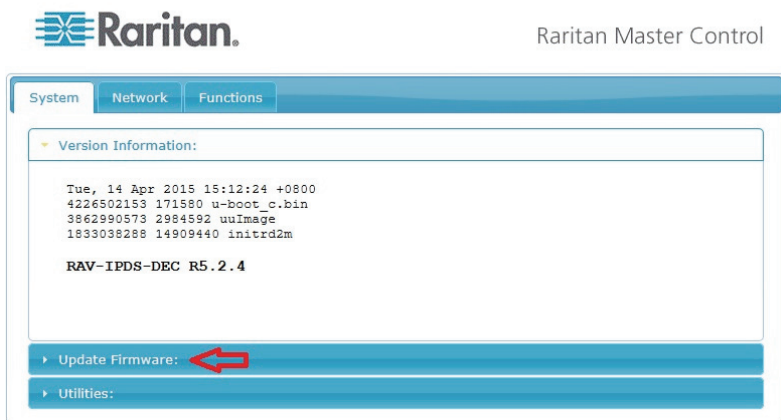 Raritan.
Raritan Master Control
System Network Functions
Version Information:
Tue, 14 Apr 2015 15:12:24 +0800
4226502153 171580 u-boot_c.bin
3862990573 2984592 uuImage
1833038288 14909440 initrd2m
RAV-IPDS-DEC R5.2.4
Update Firmware:
Utilities: